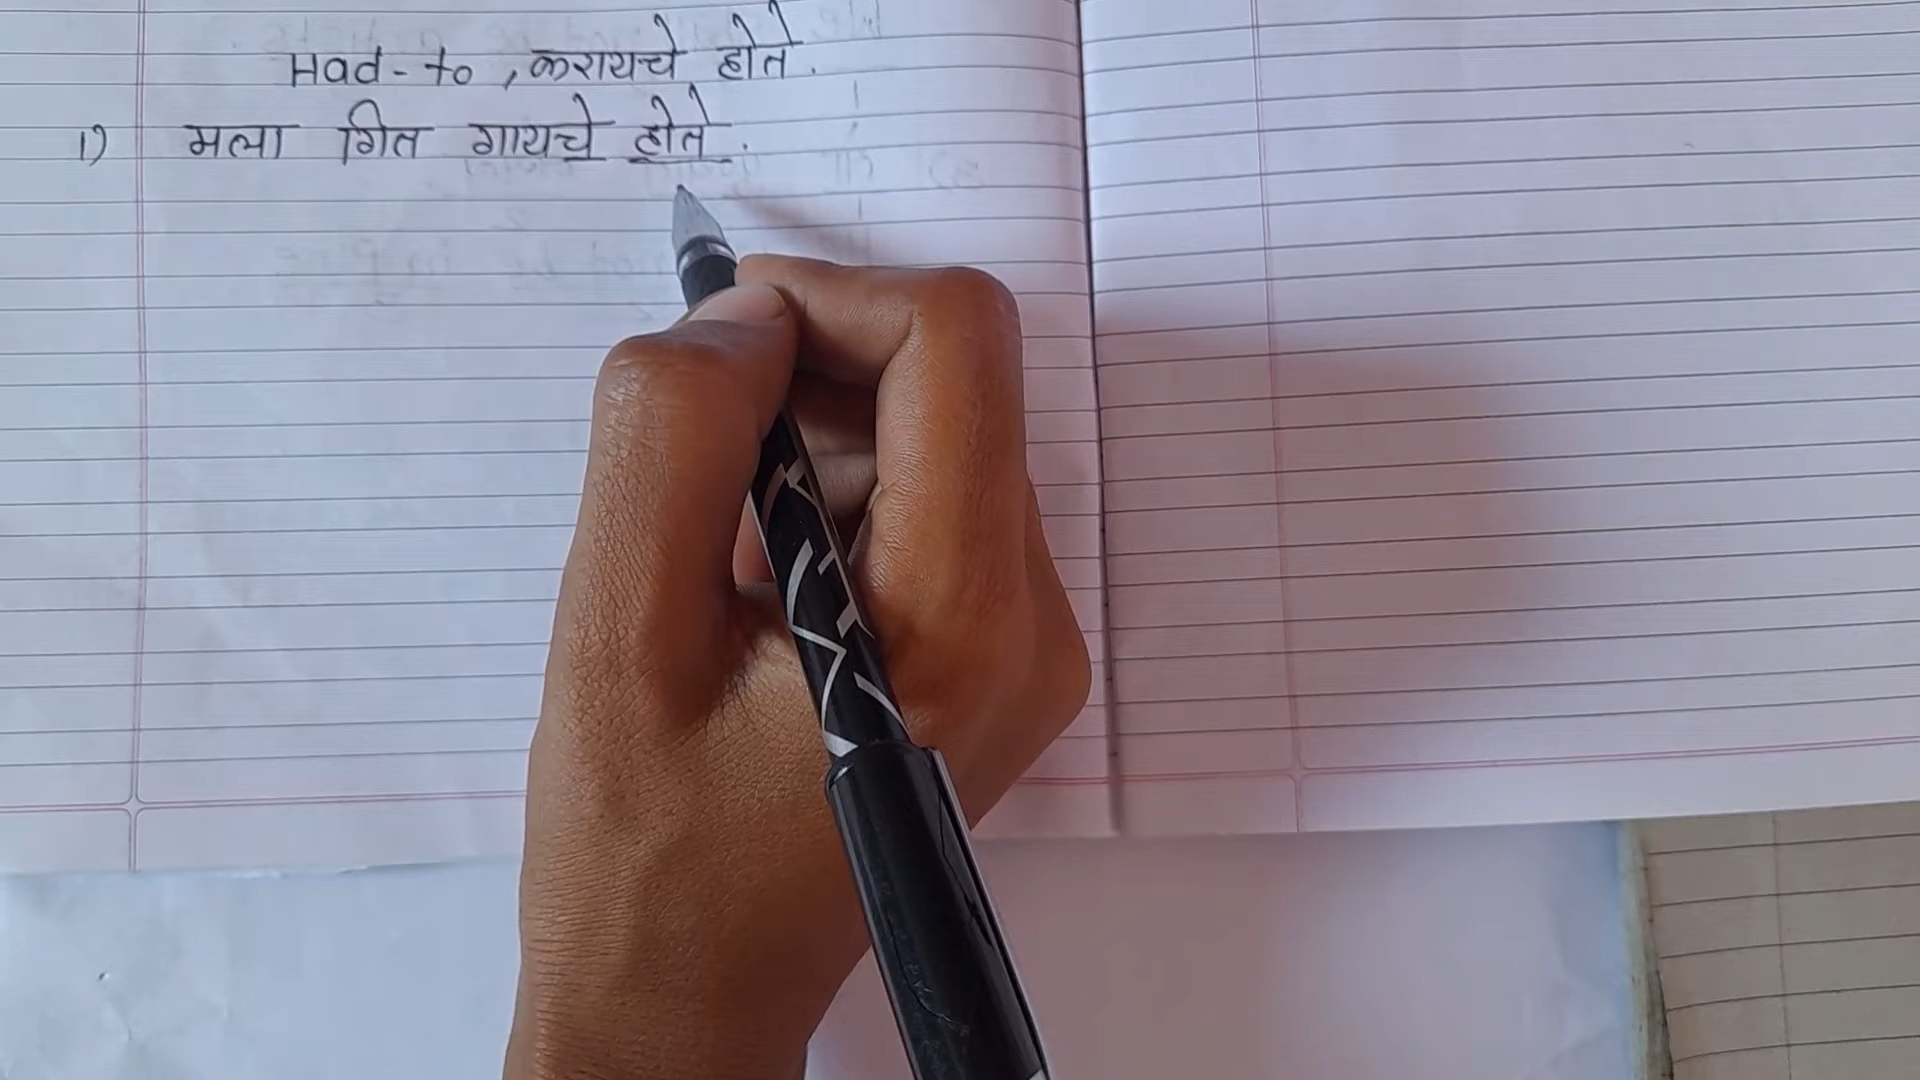 Had - to , करायचे होते .
1) मला गित गायचे होते .